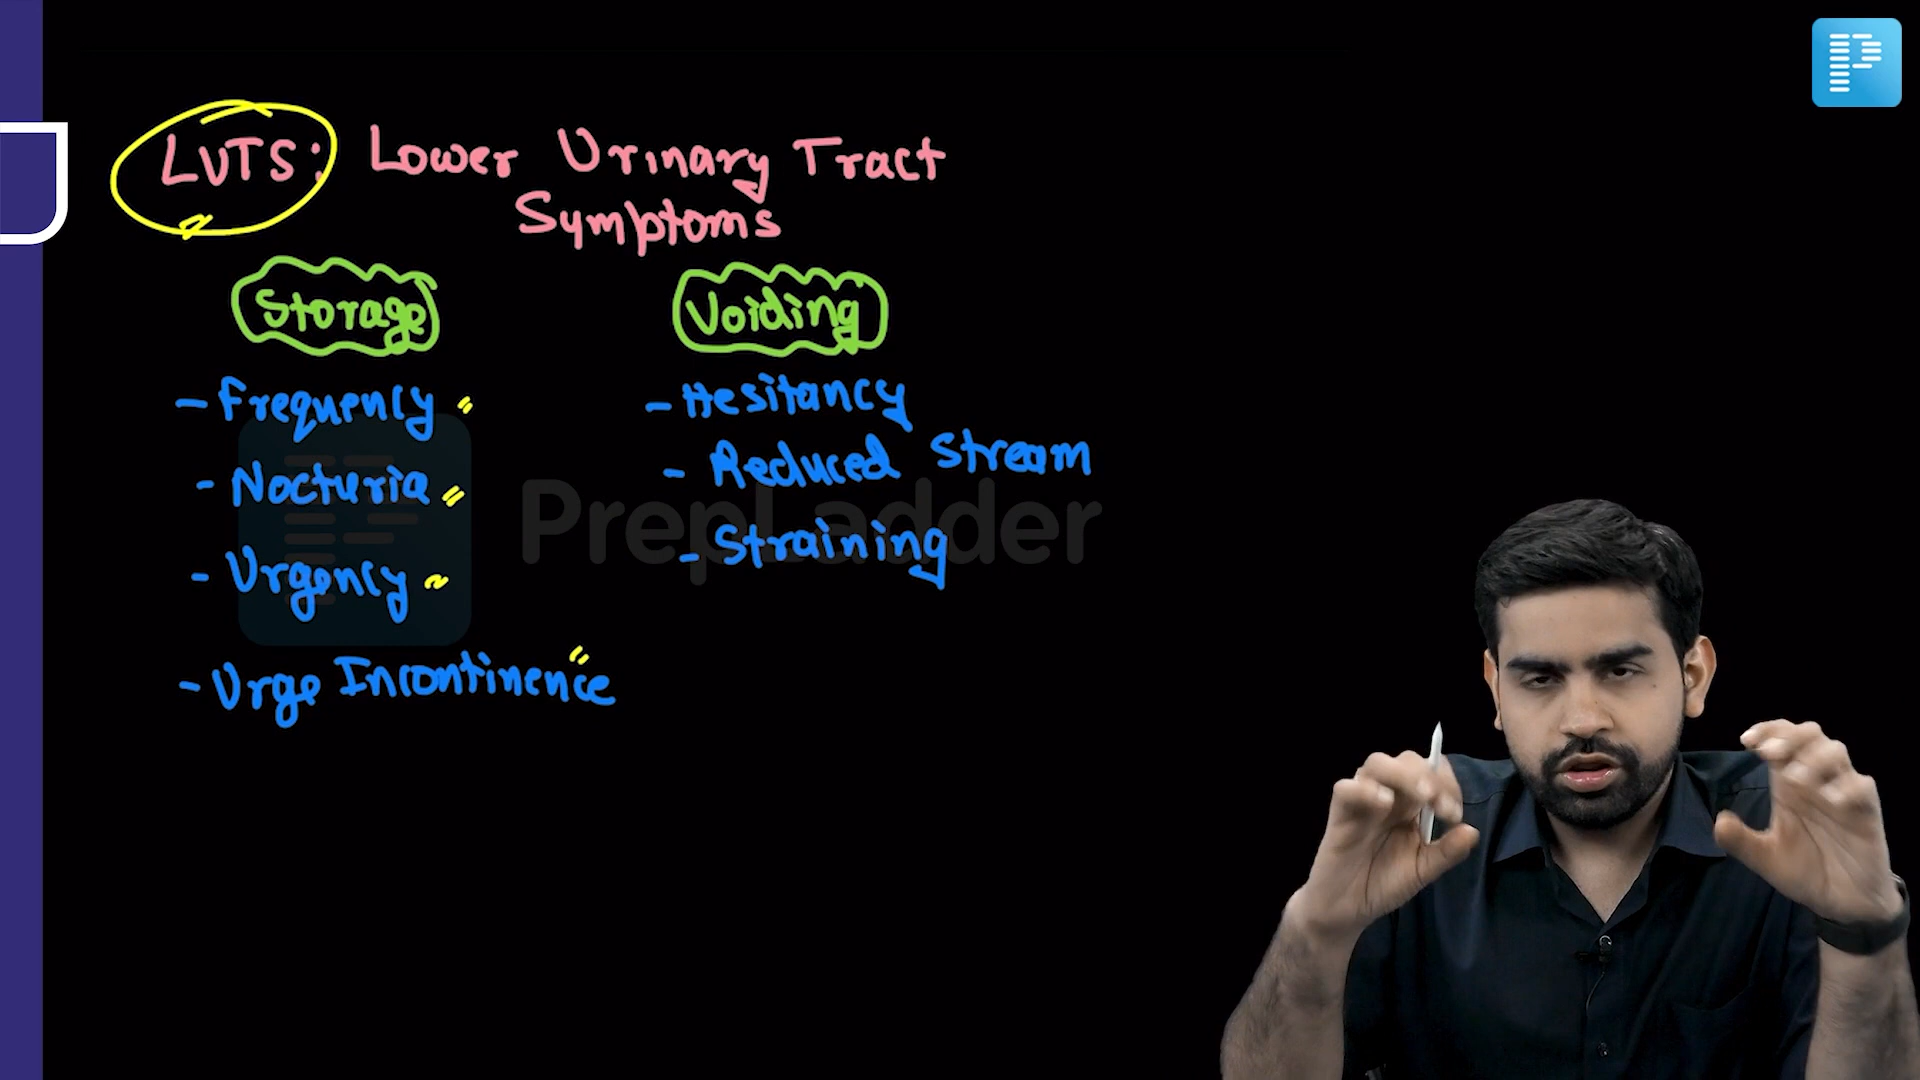 LUTS: Lower Urinary Tract
Symptoms
Storage
- Frequency
- Nocturia
- Urgency
- Urge Incontinence
Voiding
- Hesitancy
- Reduced Stream
- Straining
PrepLadder